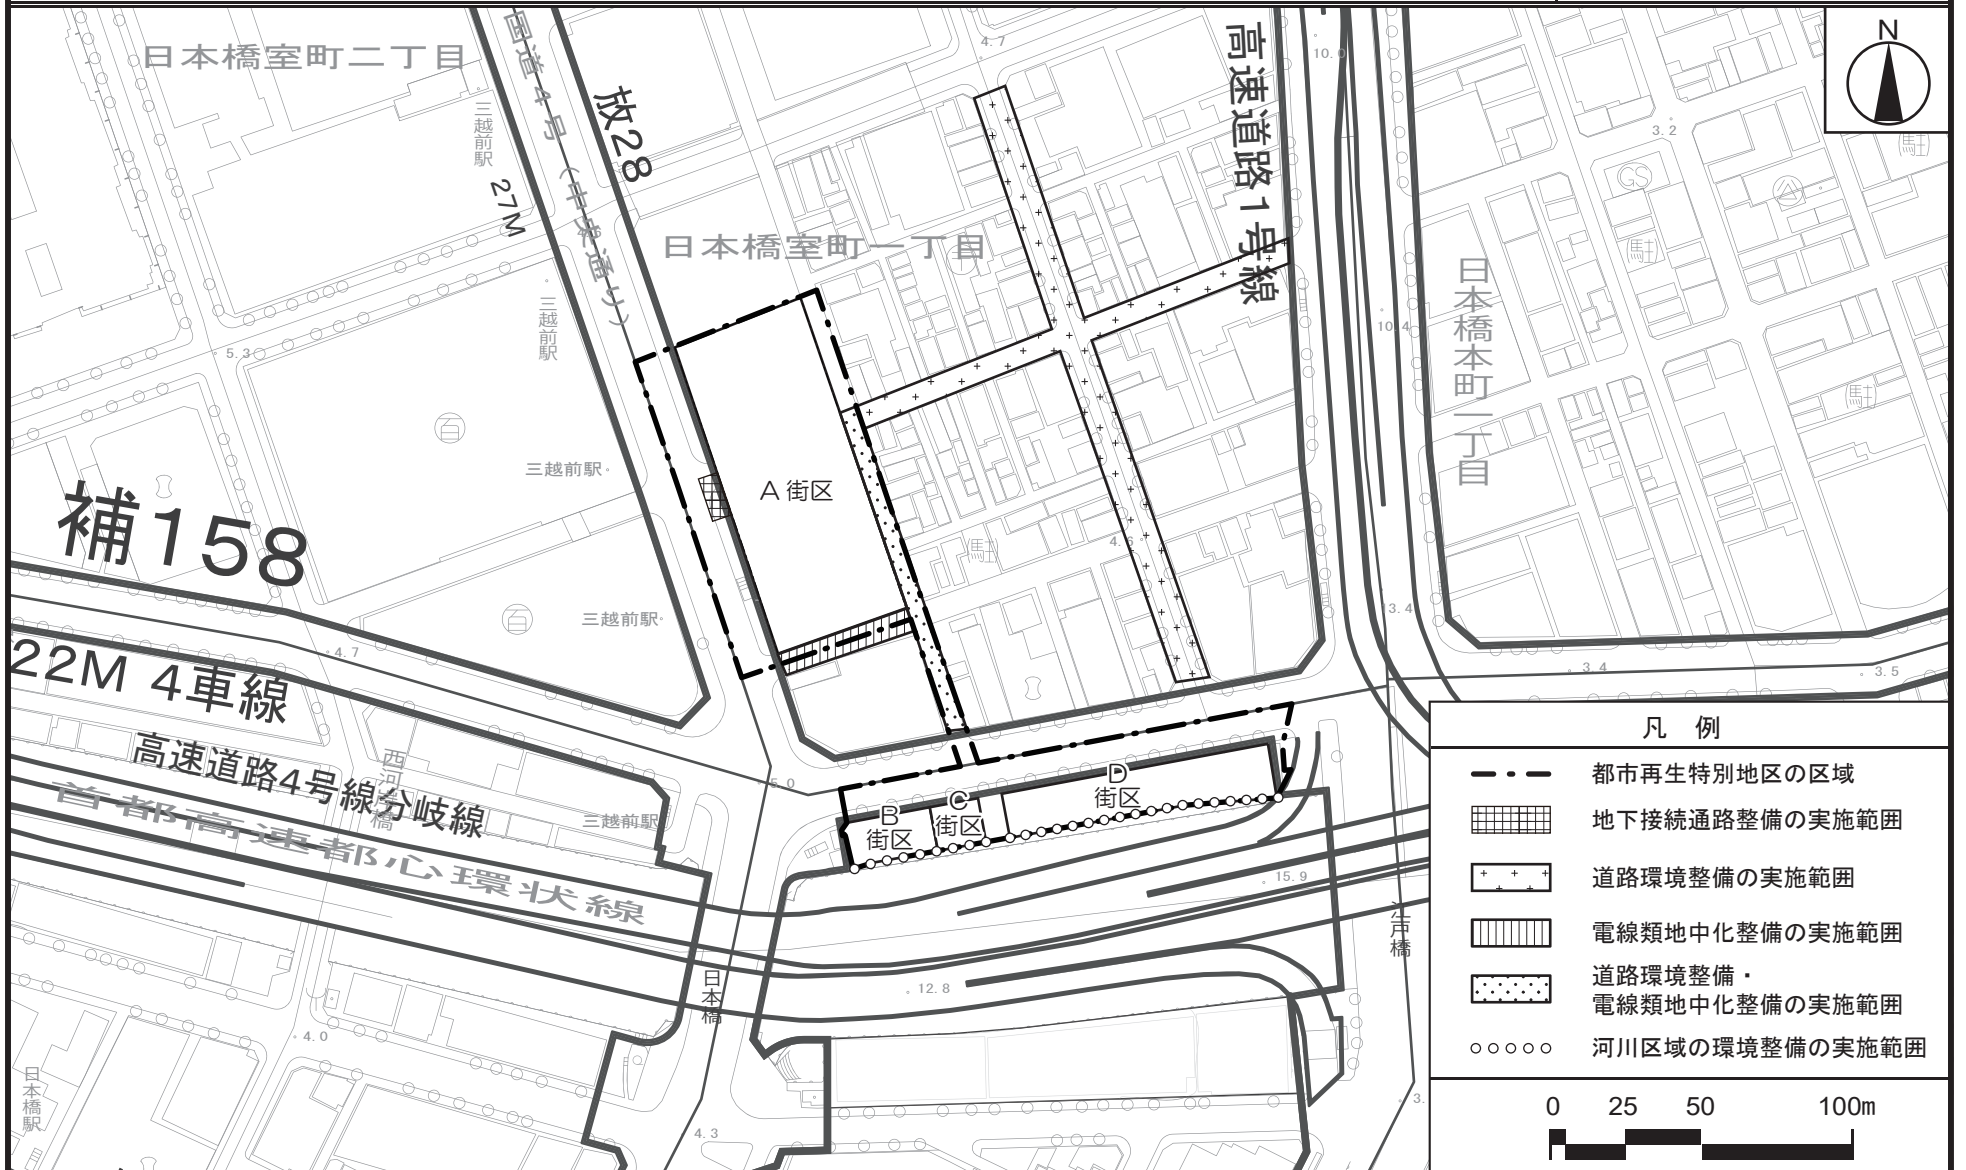 日本橋室町二丁目
三越前駅
27M
国道4号（中央通り）
放28
4.7
高速道路1号線
10.0
N
3.2
駐
GS
日本橋室町一丁目
駐
三越前駅
5.3
10.4
日本橋本町一丁目
駐
百
三越前駅
A 街区
補158
4.6
駐
百
三越前駅
13.4
4.7
3.4
3.5
22M 4車線
高速道路4号線分岐線
西河岸橋
首都高速都心環状線
三越前駅
5.0
B
街区
C
街区
D
街区
15.9
江戸橋
日本橋
12.8
4.0
日本橋駅
4.3
3.
凡 例
都市再生特別地区の区域
地下接続通路整備の実施範囲
道路環境整備の実施範囲
電線類地中化整備の実施範囲
道路環境整備・
電線類地中化整備の実施範囲
河川区域の環境整備の実施範囲
0 25 50 100m